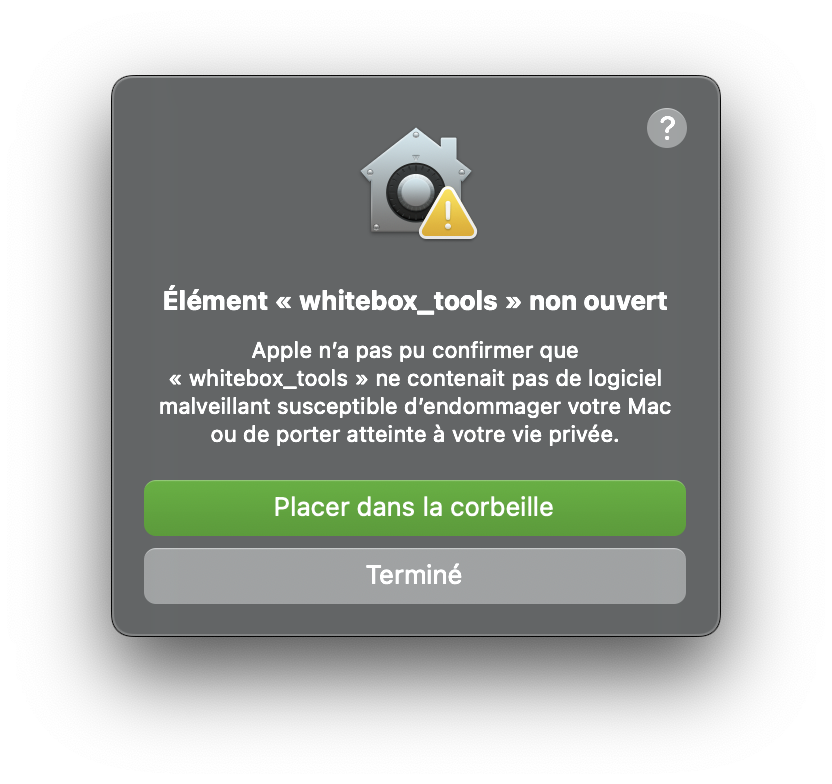 ?
Élément « whitebox_tools » non ouvert
Apple n’a pas pu confirmer que
« whitebox_tools » ne contenait pas de logiciel
malveillant susceptible d’endommager votre Mac
ou de porter atteinte à votre vie privée.
Placer dans la corbeille
Terminé